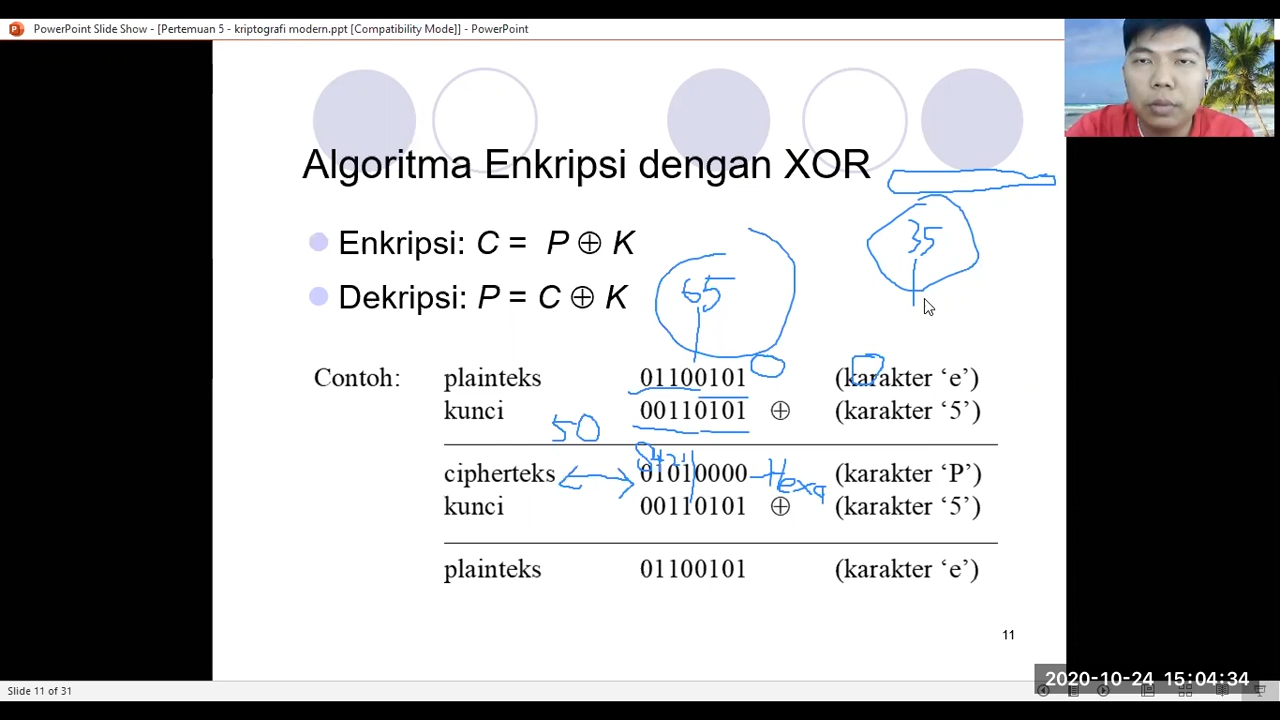 PowerPoint Slide Show - [Pertemuan 5 - kriptografi modern.ppt [Compatibility Mode]] - PowerPoint
Algoritma Enkripsi dengan XOR
Enkripsi: C = P ⊕ K
35
Dekripsi: P = C ⊕ K
65
Contoh: plainteks 01100101 (karakter ‘e’)
kunci 00110101 ⊕ (karakter ‘5’)
50
8421
cipherteks 01010000 (karakter ‘P’)
Hexa
kunci 00110101 ⊕ (karakter ‘5’)
plainteks 01100101 (karakter ‘e’)
11
2020-10-24 15:04:34
Slide 11 of 31